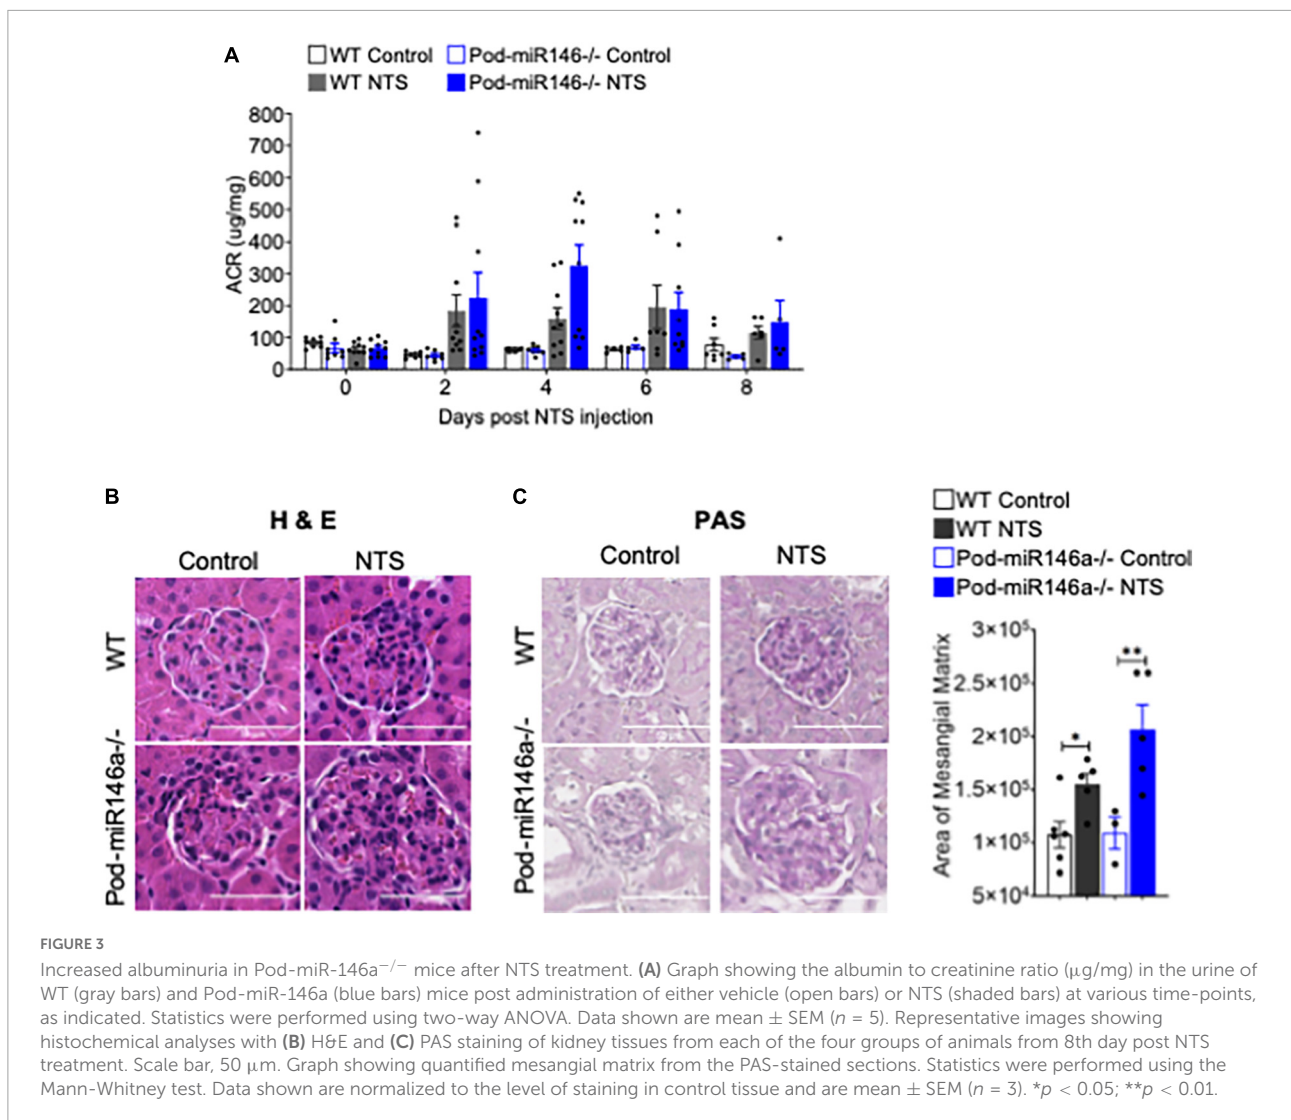 A
WT Control
Pod-miR146-/- Control
WT NTS
Pod-miR146-/- NTS
ACR (ug/mg)
800
700
600
500
400
300
200
100
0
0 2 4 6 8
Days post NTS injection
B
H & E
Control NTS
WT
Pod-miR146a-/-
C
PAS
Control NTS
WT
Pod-miR146a-/-
WT Control
WT NTS
Pod-miR146a-/- Control
Pod-miR146a-/- NTS
Area of Mesangial Matrix
3×10⁵
2.5×10⁵
2×10⁵
1.5×10⁵
1×10⁵
5×10⁴
*
**
FIGURE 3
Increased albuminuria in Pod-miR-146a−/− mice after NTS treatment. (A) Graph showing the albumin to creatinine ratio (μg/mg) in the urine of
WT (gray bars) and Pod-miR-146a (blue bars) mice post administration of either vehicle (open bars) or NTS (shaded bars) at various time-points,
as indicated. Statistics were performed using two-way ANOVA. Data shown are mean ± SEM (n = 5). Representative images showing
histochemical analyses with (B) H&E and (C) PAS staining of kidney tissues from each of the four groups of animals from 8th day post NTS
treatment. Scale bar, 50 μm. Graph showing quantified mesangial matrix from the PAS-stained sections. Statistics were performed using the
Mann-Whitney test. Data shown are normalized to the level of staining in control tissue and are mean ± SEM (n = 3). *p < 0.05; **p < 0.01.